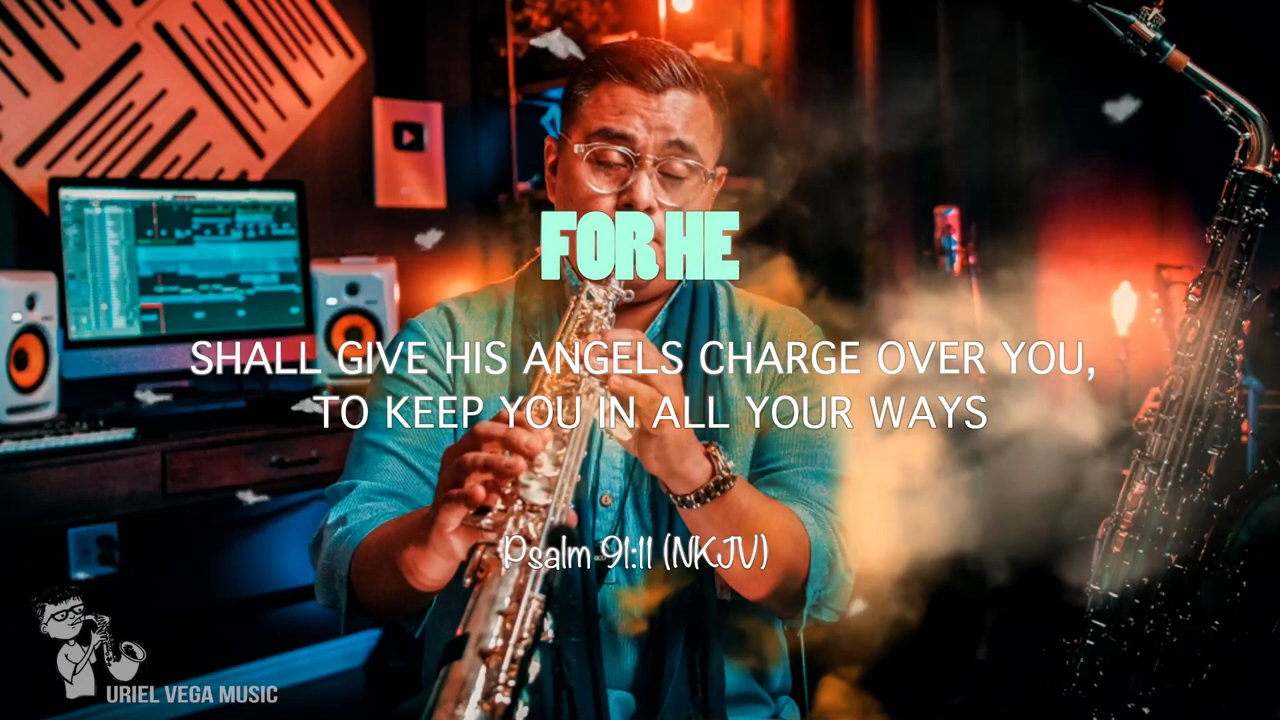 FOR HE
SHALL GIVE HIS ANGELS CHARGE OVER YOU,
TO KEEP YOU IN ALL YOUR WAYS
Psalm 91:11 (NKJV)
URIEL VEGA MUSIC